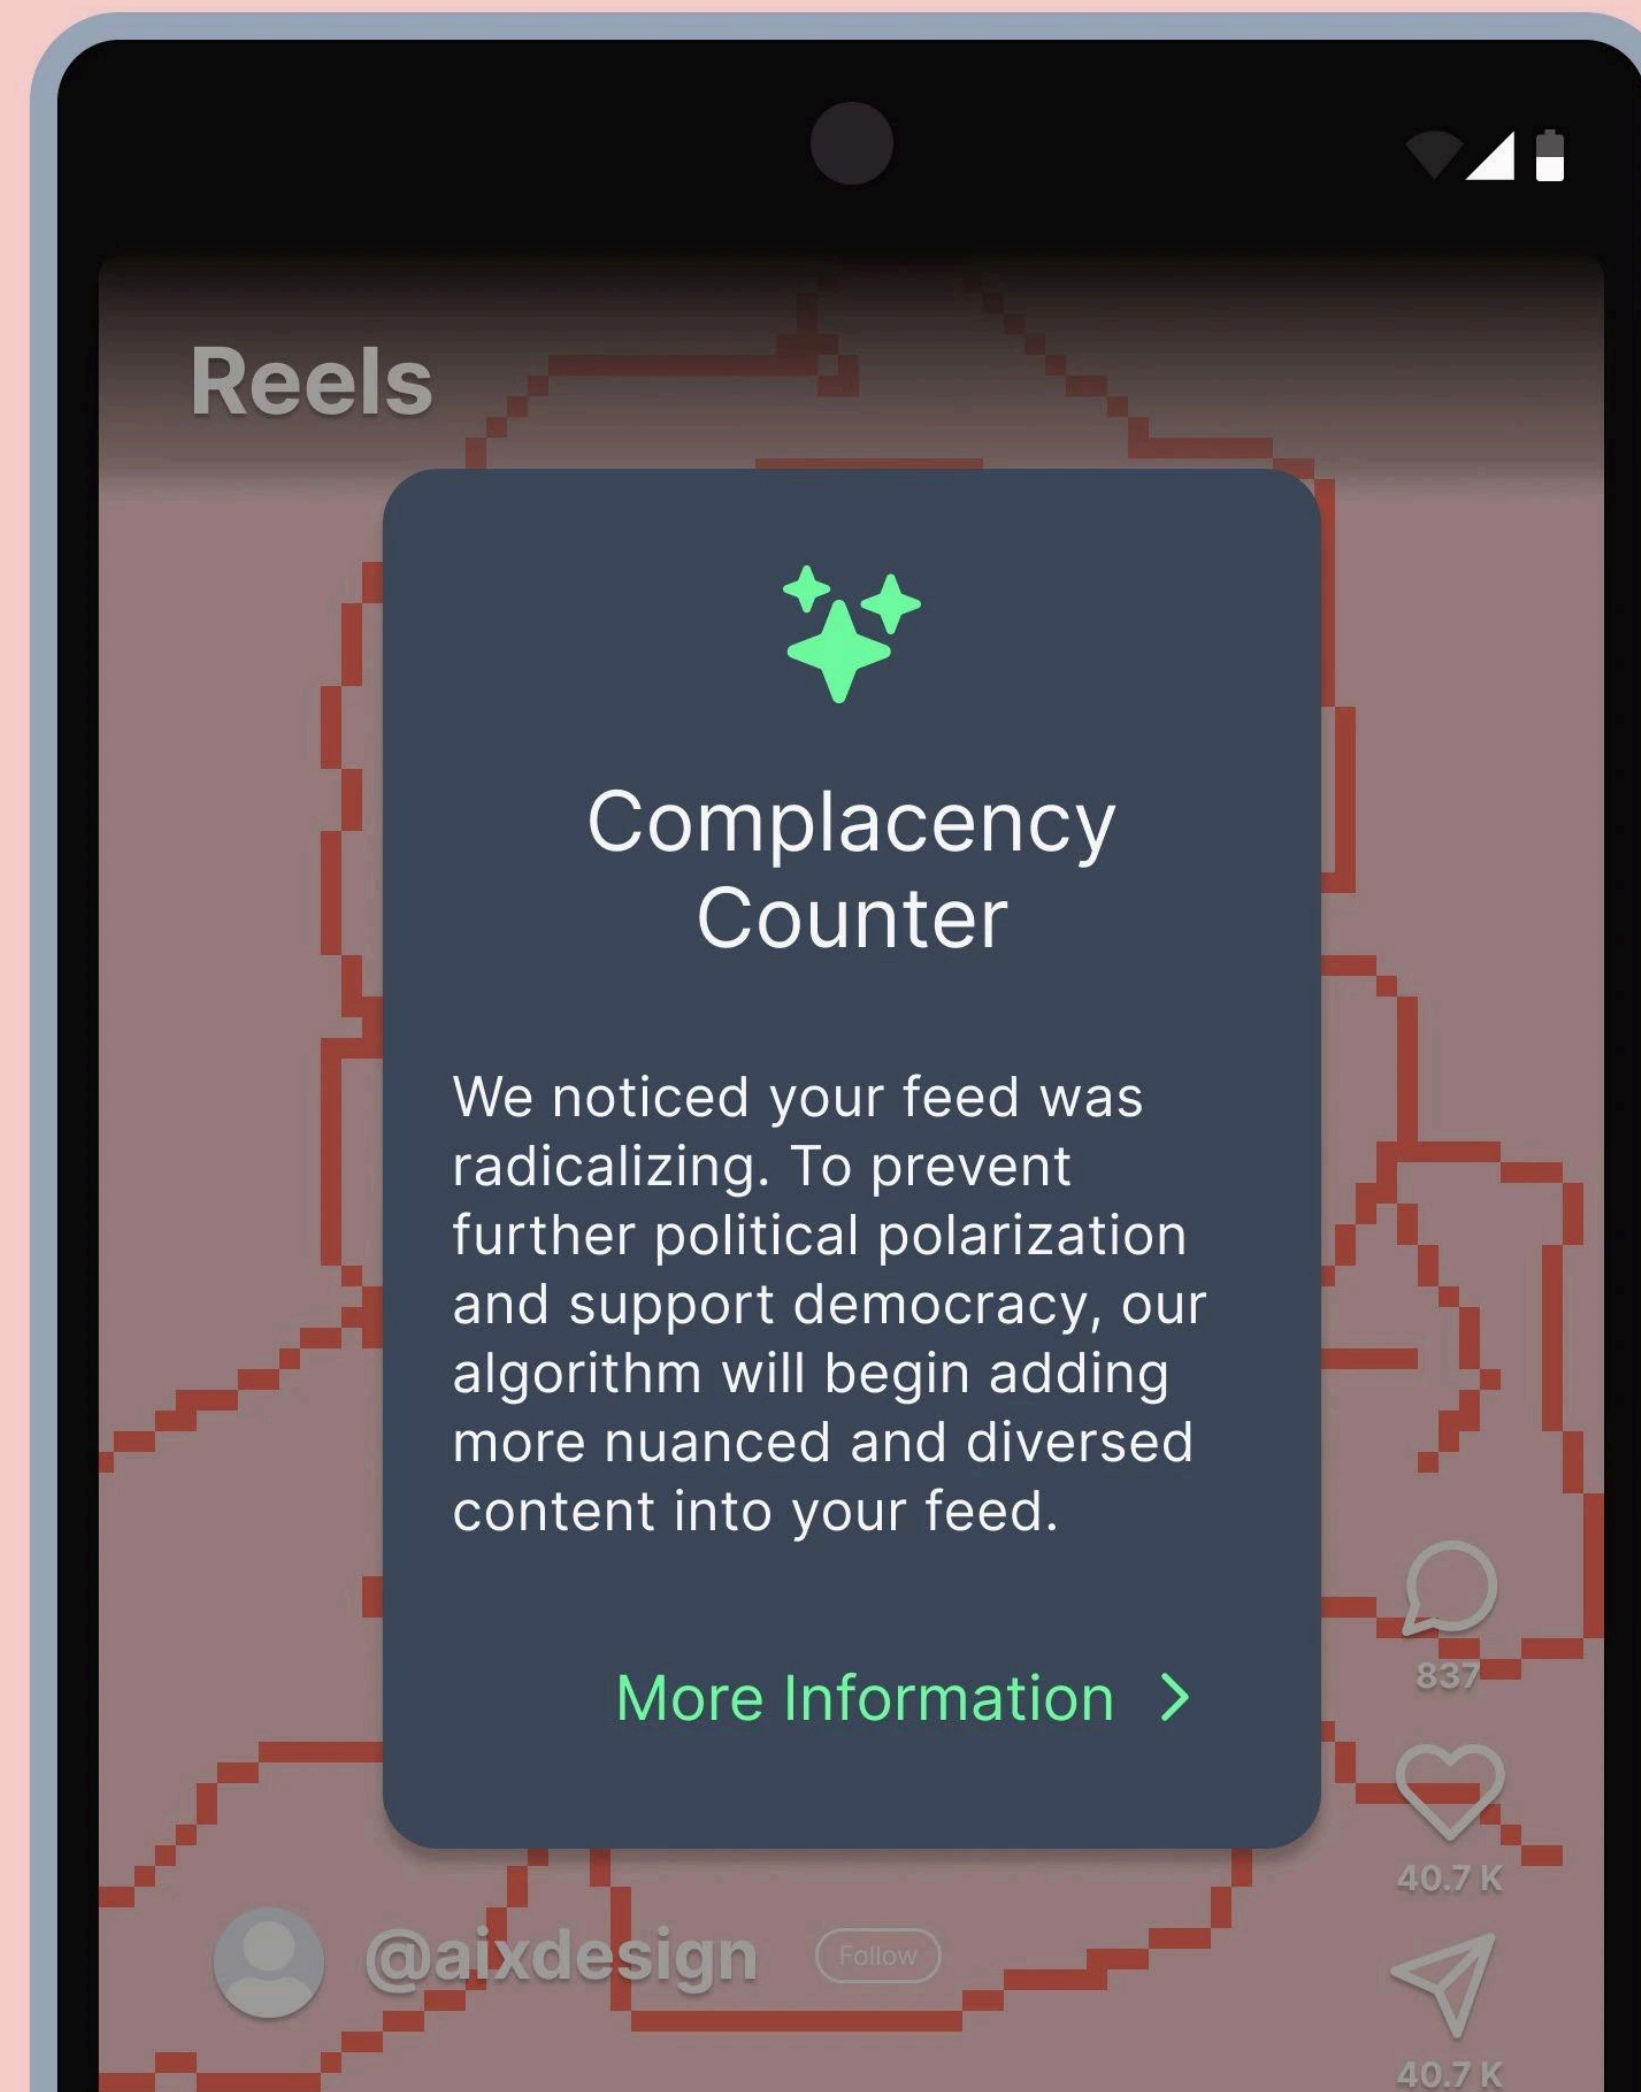 Reels
Complacency
Counter
We noticed your feed was
radicalizing. To prevent
further political polarization
and support democracy, our
algorithm will begin adding
more nuanced and diversed
content into your feed.
More Information
837
40.7 K
@aixdesign Follow
40.7 K